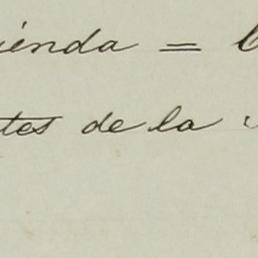 ienda =
tes de la